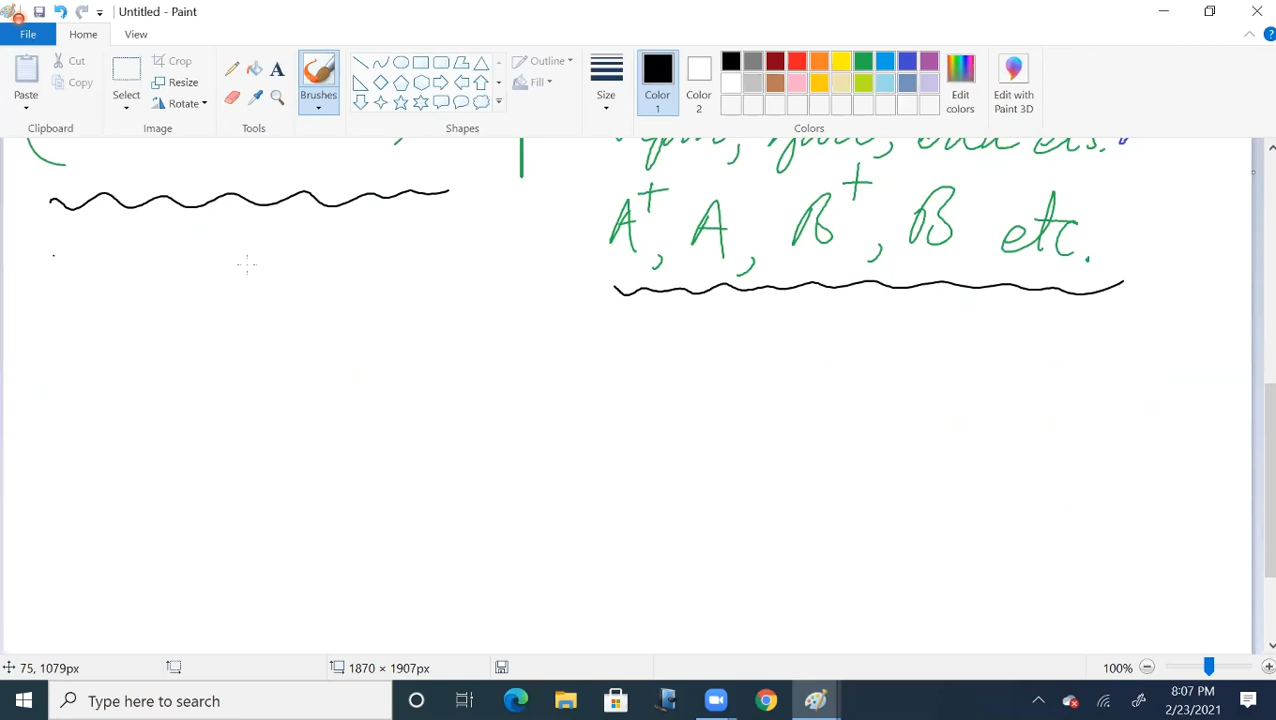 Untitled - Paint
File Home View
Paste
Cut
Copy
Clipboard
Select
Crop
Resize
Rotate
Image
A
Tools
Brushes
Outline
Fill
Shapes
Size
Color 1
Color 2
Edit colors
Edit with Paint 3D
Colors
A+, A, B+, B etc.
75, 1079px
1870 × 1907px
100%
Type here to search
8:07 PM
2/23/2021